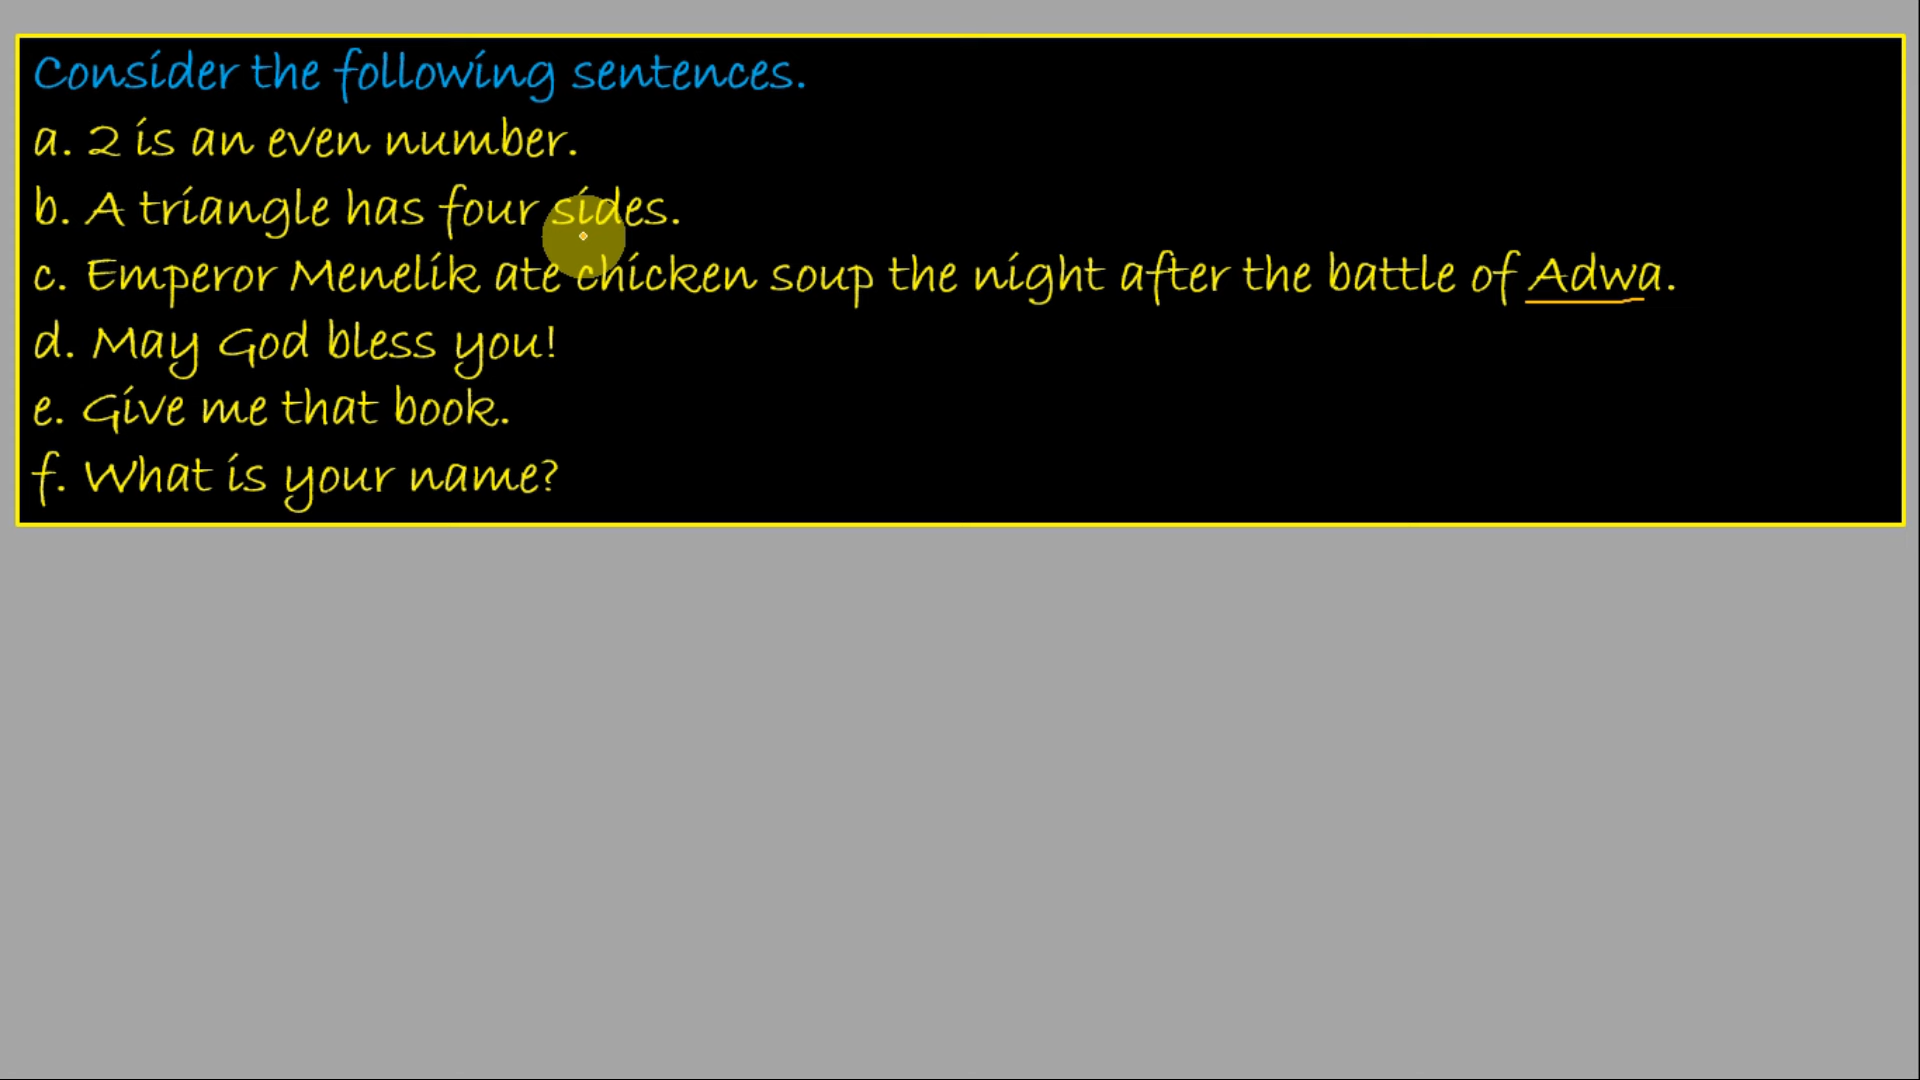 Consider the following sentences.
a. 2 is an even number.
b. A triangle has four sides.
c. Emperor Menelik ate chicken soup the night after the battle of Adwa.
d. May God bless you!
e. Give me that book.
f. What is your name?